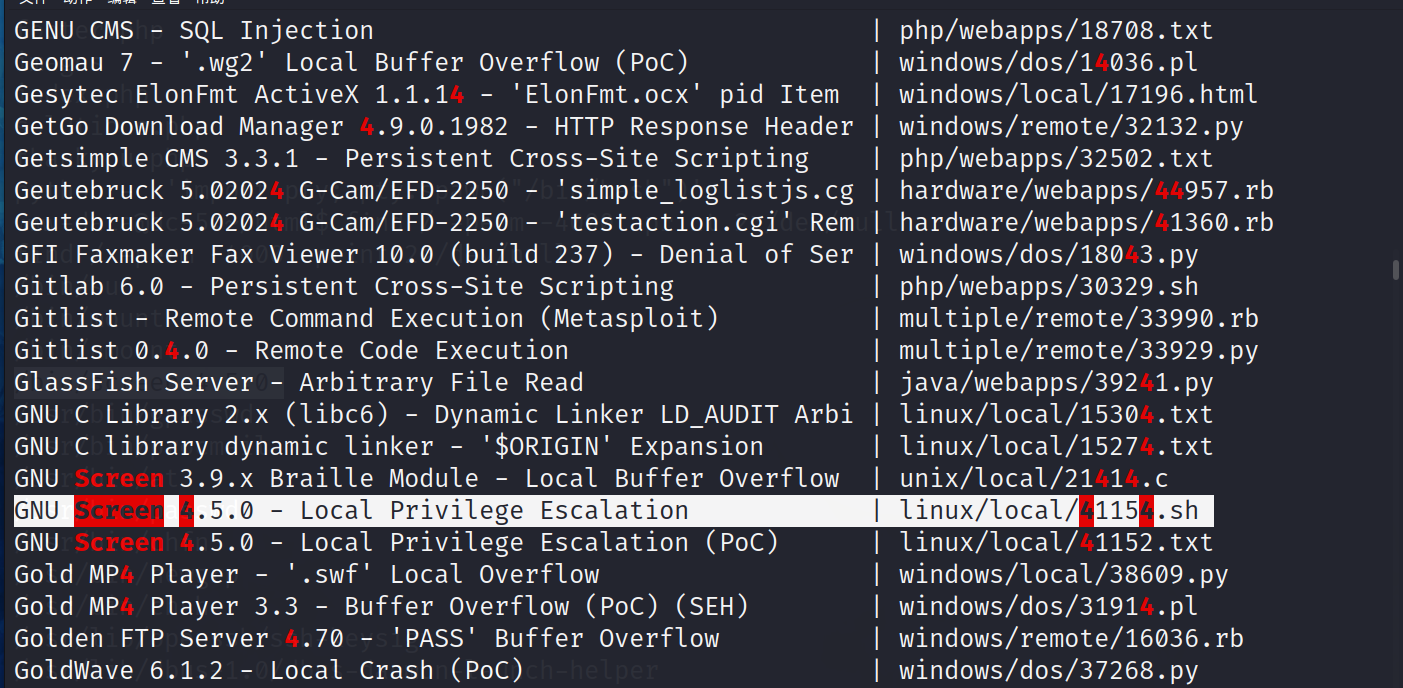 文件 动作 编辑 查看 帮助
GENU CMS - SQL Injection | php/webapps/18708.txt
Geomau 7 - '.wg2' Local Buffer Overflow (PoC) | windows/dos/14036.pl
Gesytec ElonFmt ActiveX 1.1.14 - 'ElonFmt.ocx' pid Item | windows/local/17196.html
GetGo Download Manager 4.9.0.1982 - HTTP Response Header | windows/remote/32132.py
Getsimple CMS 3.3.1 - Persistent Cross-Site Scripting | php/webapps/32502.txt
Geutebruck 5.02024 G-Cam/EFD-2250 - 'simple_loglistjs.cg | hardware/webapps/44957.rb
Geutebruck 5.02024 G-Cam/EFD-2250 - 'testaction.cgi' Rem | hardware/webapps/41360.rb
GFI Faxmaker Fax Viewer 10.0 (build 237) - Denial of Ser | windows/dos/18043.py
Gitlab 6.0 - Persistent Cross-Site Scripting | php/webapps/30329.sh
Gitlist - Remote Command Execution (Metasploit) | multiple/remote/33990.rb
Gitlist 0.4.0 - Remote Code Execution | multiple/remote/33929.py
GlassFish Server - Arbitrary File Read | java/webapps/39241.py
GNU C Library 2.x (libc6) - Dynamic Linker LD_AUDIT Arbi | linux/local/15304.txt
GNU C library dynamic linker - '$ORIGIN' Expansion | linux/local/15274.txt
GNU Screen 3.9.x Braille Module - Local Buffer Overflow | unix/local/21414.c
GNU Screen 4.5.0 - Local Privilege Escalation | linux/local/41154.sh
GNU Screen 4.5.0 - Local Privilege Escalation (PoC) | linux/local/41152.txt
Gold MP4 Player - '.swf' Local Overflow | windows/local/38609.py
Gold MP4 Player 3.3 - Buffer Overflow (PoC) (SEH) | windows/dos/31914.pl
Golden FTP Server 4.70 - 'PASS' Buffer Overflow | windows/remote/16036.rb
GoldWave 6.1.2 - Local Crash (PoC) | windows/dos/37268.py